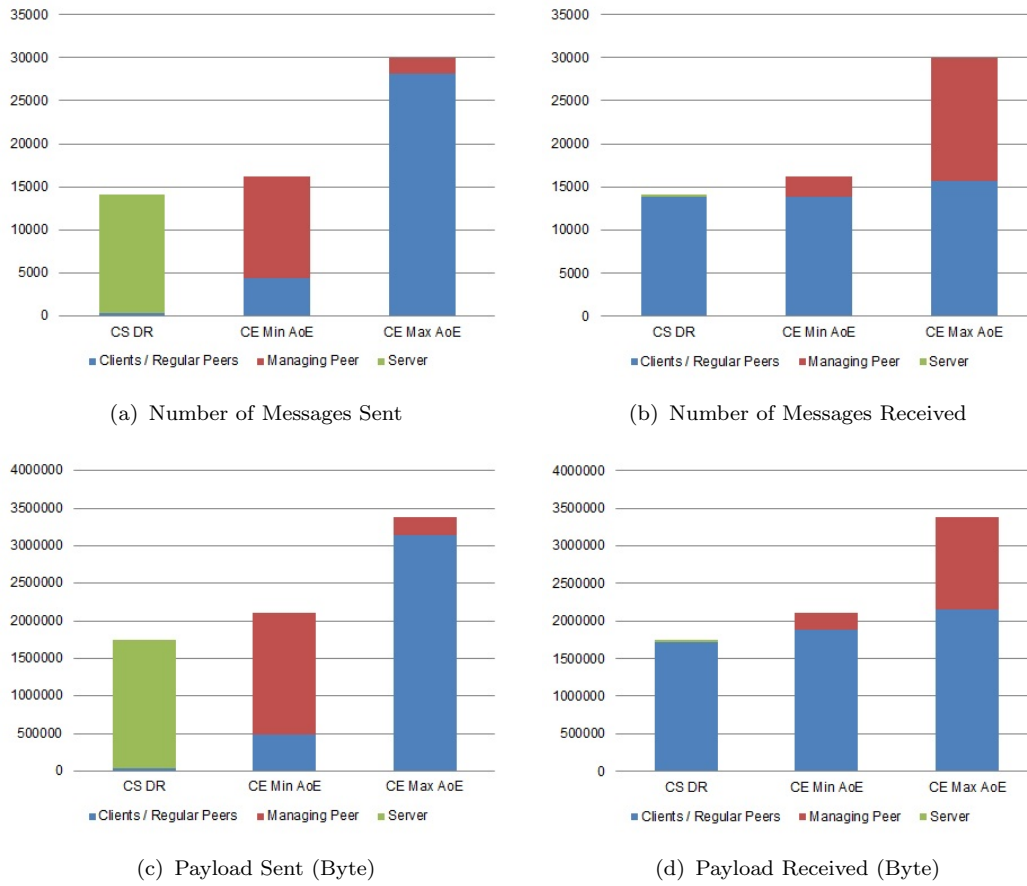 35000
30000
25000
20000
15000
10000
5000
0
CS DR CE Min AoE CE Max AoE
Clients / Regular Peers Managing Peer Server
(a) Number of Messages Sent
35000
30000
25000
20000
15000
10000
5000
0
CS DR CE Min AoE CE Max AoE
Clients / Regular Peers Managing Peer Server
(b) Number of Messages Received
4000000
3500000
3000000
2500000
2000000
1500000
1000000
500000
0
CS DR CE Min AoE CE Max AoE
Clients / Regular Peers Managing Peer Server
(c) Payload Sent (Byte)
4000000
3500000
3000000
2500000
2000000
1500000
1000000
500000
0
CS DR CE Min AoE CE Max AoE
Clients / Regular Peers Managing Peer Server
(d) Payload Received (Byte)